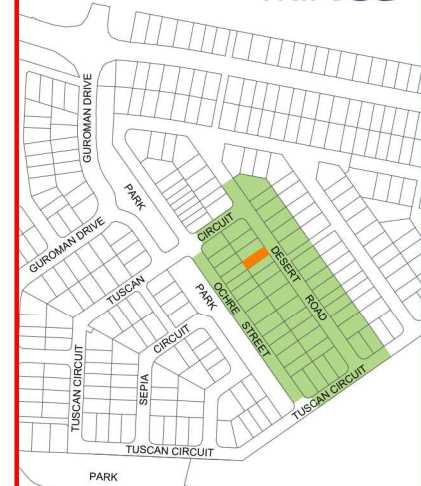 GUROMAN DRIVE
PARK
CIRCUIT
GUROMAN DRIVE
DESERT
ROAD
TUSCAN
PARK
OCHRE STREET
CIRCUIT
TUSCAN CIRCUIT
SEPIA
TUSCAN CIRCUIT
TUSCAN CIRCUIT
PARK